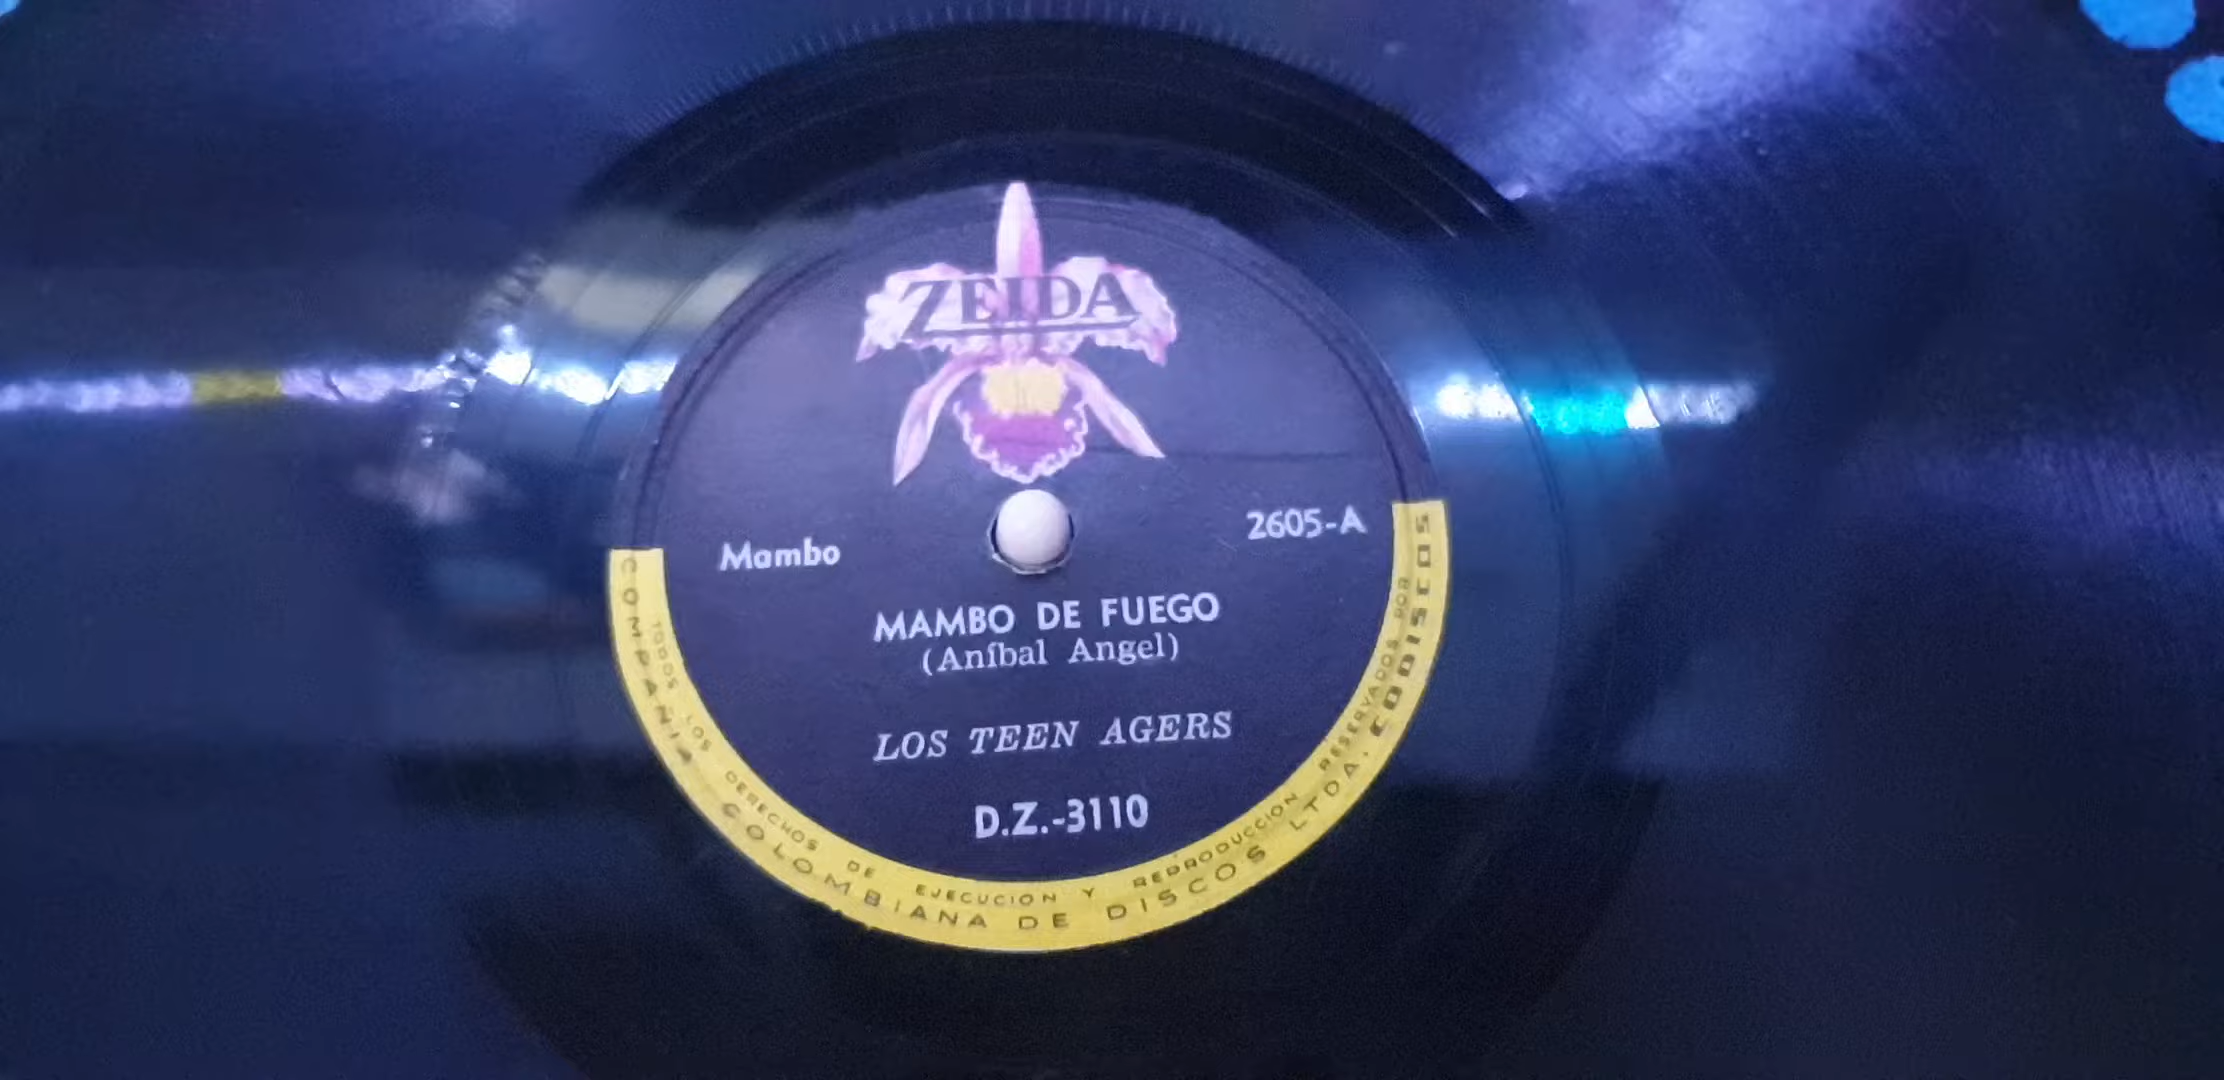 ZEIDA
Mambo
2605-A
MAMBO DE FUEGO
(Aníbal Angel)
LOS TEEN AGERS
D.Z.-3110
TODOS LOS DERECHOS DE EJECUCION Y REPRODUCCION RESERVADOS POR
COMPAÑIA COLOMBIANA DE DISCOS LTDA. CODISCOS